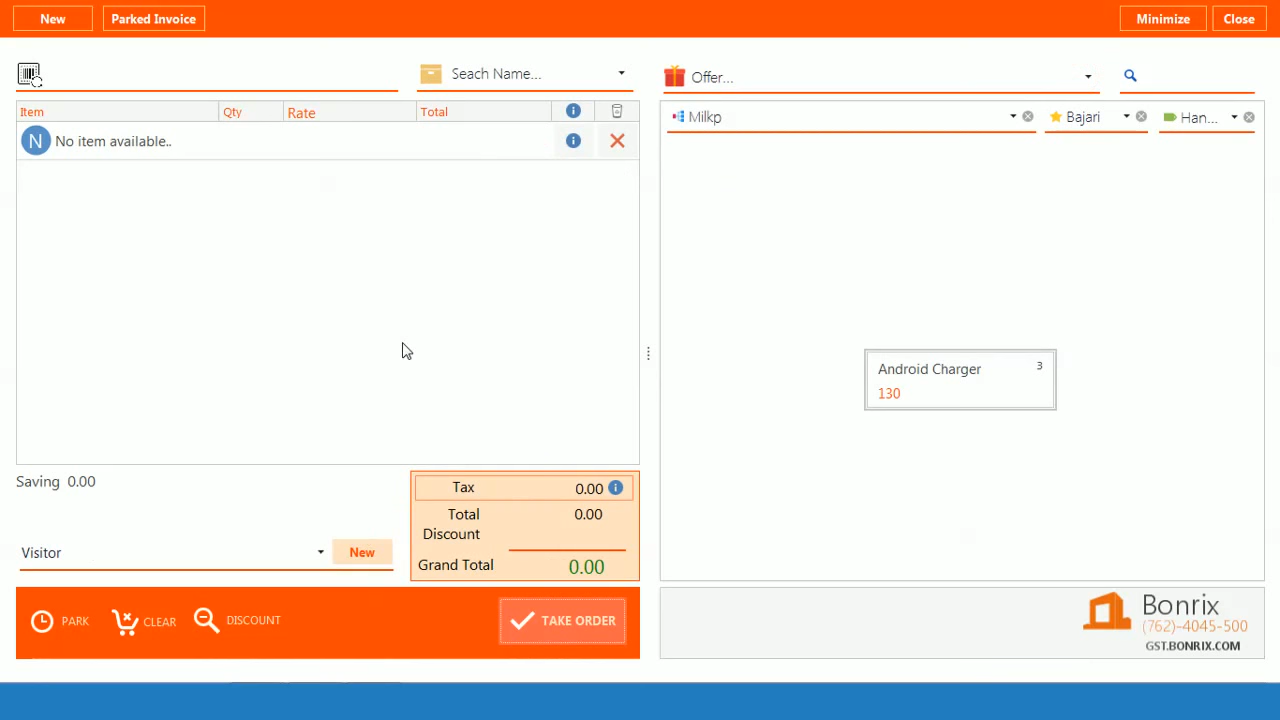 New
Parked Invoice
Minimize
Close
Seach Name...
Offer...
Item
Qty
Rate
Total
N
No item available..
Milkp
Bajari
Han...
Android Charger
3
130
Saving 0.00
Tax
0.00
Total
0.00
Discount
Grand Total
0.00
Visitor
New
PARK
CLEAR
DISCOUNT
TAKE ORDER
Bonrix
(762)-4045-500
GST.BONRIX.COM